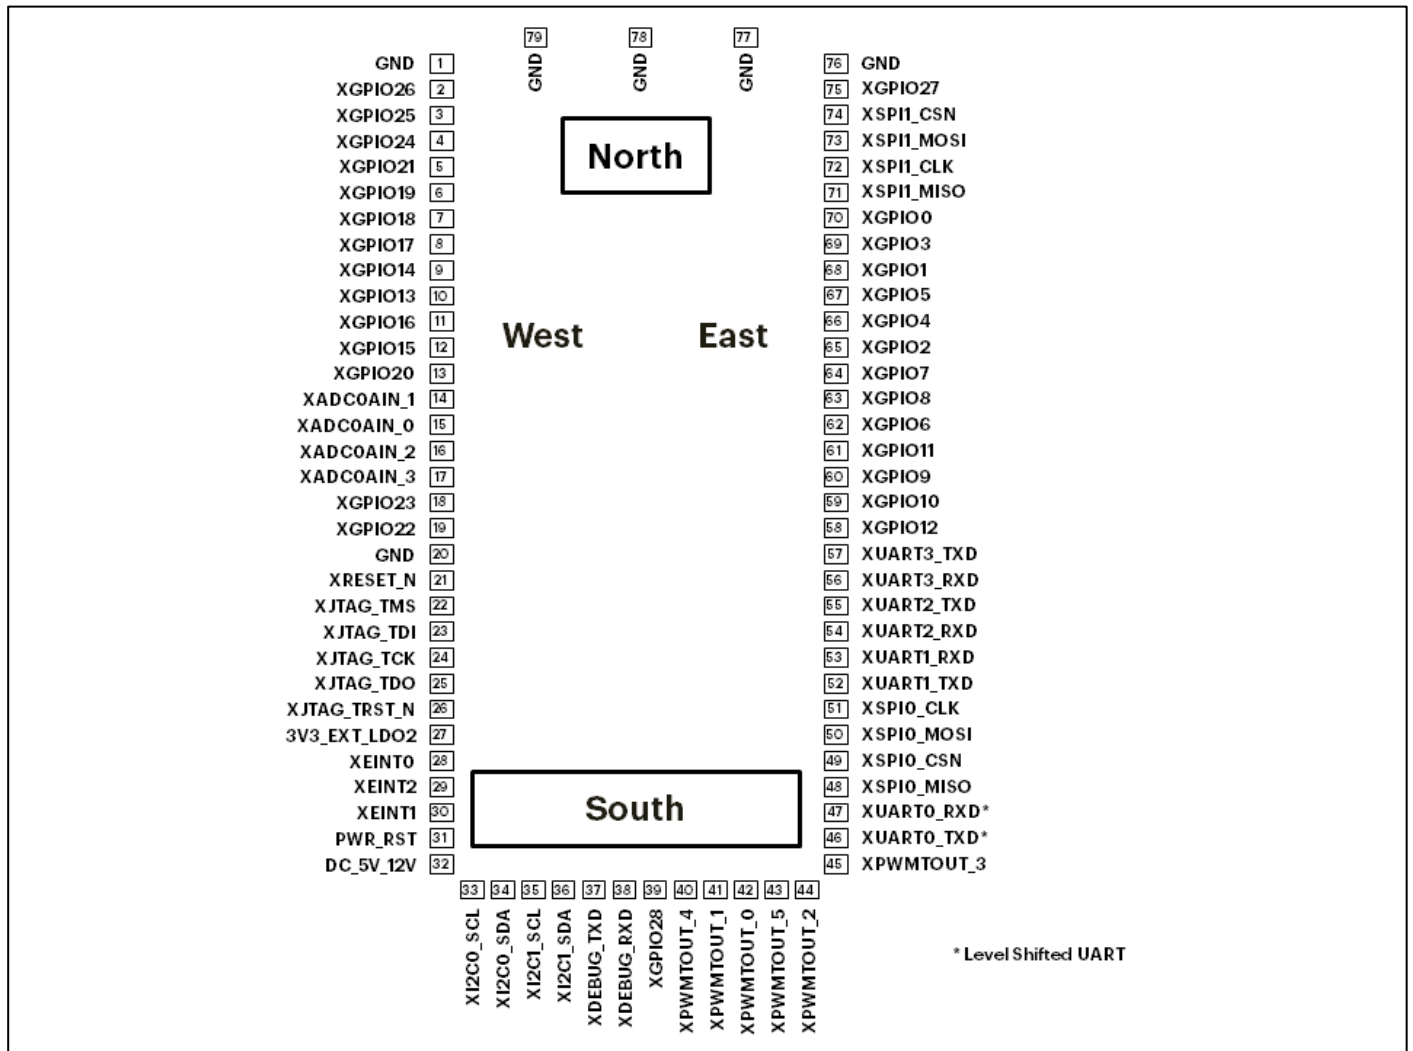 79 78 77
GND GND GND
GND 1
XGPIO26 2
XGPIO25 3
XGPIO24 4
XGPIO21 5
XGPIO19 6
XGPIO18 7
XGPIO17 8
XGPIO14 9
XGPIO13 10
XGPIO16 11
XGPIO15 12
XGPIO20 13
XADC0AIN_1 14
XADC0AIN_0 15
XADC0AIN_2 16
XADC0AIN_3 17
XGPIO23 18
XGPIO22 19
GND 20
XRESET_N 21
XJTAG_TMS 22
XJTAG_TDI 23
XJTAG_TCK 24
XJTAG_TDO 25
XJTAG_TRST_N 26
3V3_EXT_LDO2 27
XEINT0 28
XEINT2 29
XEINT1 30
PWR_RST 31
DC_5V_12V 32
North
West East
South
76 GND
75 XGPIO27
74 XSPI1_CSN
73 XSPI1_MOSI
72 XSPI1_CLK
71 XSPI1_MISO
70 XGPIO0
69 XGPIO3
68 XGPIO1
67 XGPIO5
66 XGPIO4
65 XGPIO2
64 XGPIO7
63 XGPIO8
62 XGPIO6
61 XGPIO11
60 XGPIO9
59 XGPIO10
58 XGPIO12
57 XUART3_TXD
56 XUART3_RXD
55 XUART2_TXD
54 XUART2_RXD
53 XUART1_RXD
52 XUART1_TXD
51 XSPI0_CLK
50 XSPI0_MOSI
49 XSPI0_CSN
48 XSPI0_MISO
47 XUART0_RXD*
46 XUART0_TXD*
45 XPWMTOUT_3
33 34 35 36 37 38 39 40 41 42 43 44
XI2C0_SCL
XI2C0_SDA
XI2C1_SCL
XI2C1_SDA
XDEBUG_TXD
XDEBUG_RXD
XGPIO28
XPWMTOUT_4
XPWMTOUT_1
XPWMTOUT_0
XPWMTOUT_5
XPWMTOUT_2
* Level Shifted UART